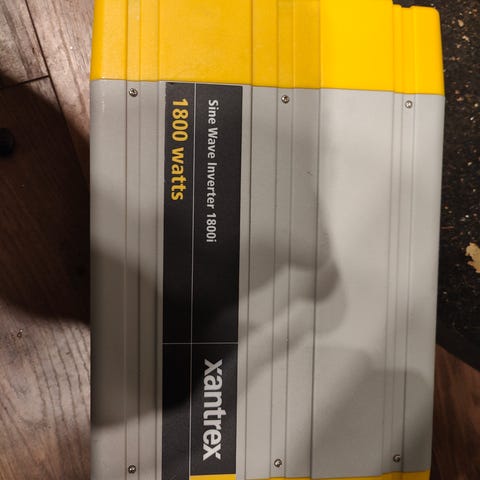 Sine Wave Inverter 1800i
1800 watts
xantrex